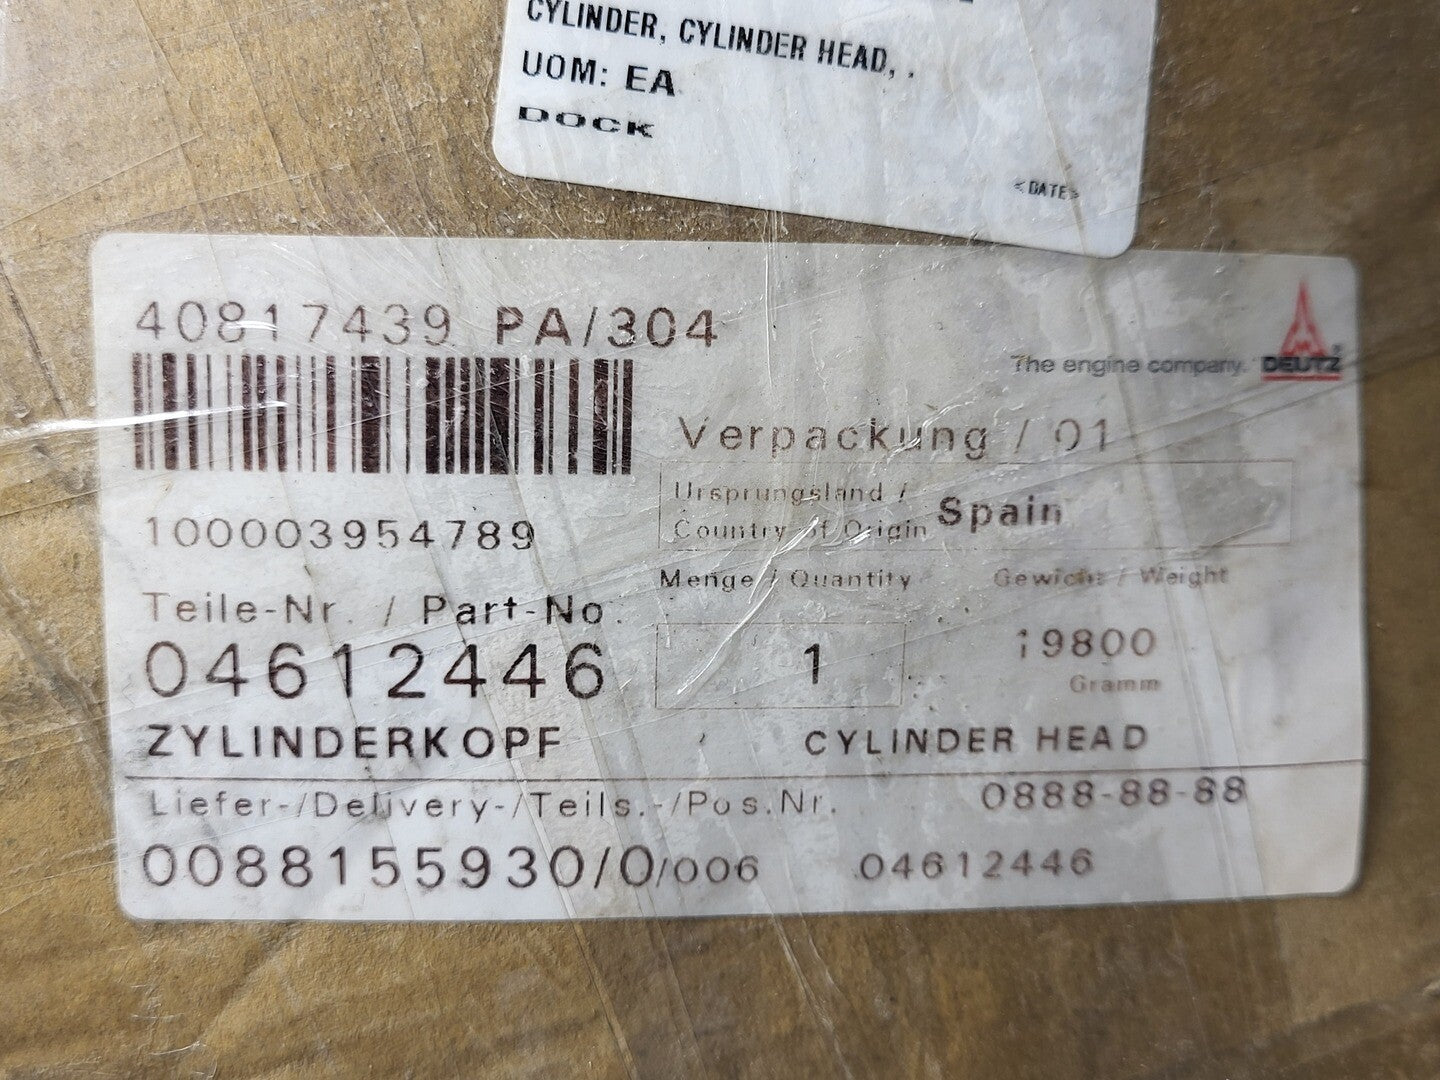 CYLINDER, CYLINDER HEAD, .
UOM: EA
DOCK
<DATE>
40817439 PA/304
The engine company. DEUTZ
Verpackung / 01
Ursprungsland /
Country of Origin Spain
100003954789
Menge / Quantity Gewicht / Weight
Teile-Nr. / Part-No.:
04612446
1
19800
Gramm
ZYLINDERKOPF CYLINDER HEAD
Liefer-/Delivery-/Teils.-/Pos.Nr. 0888-88-88
0088155930/0/006 04612446